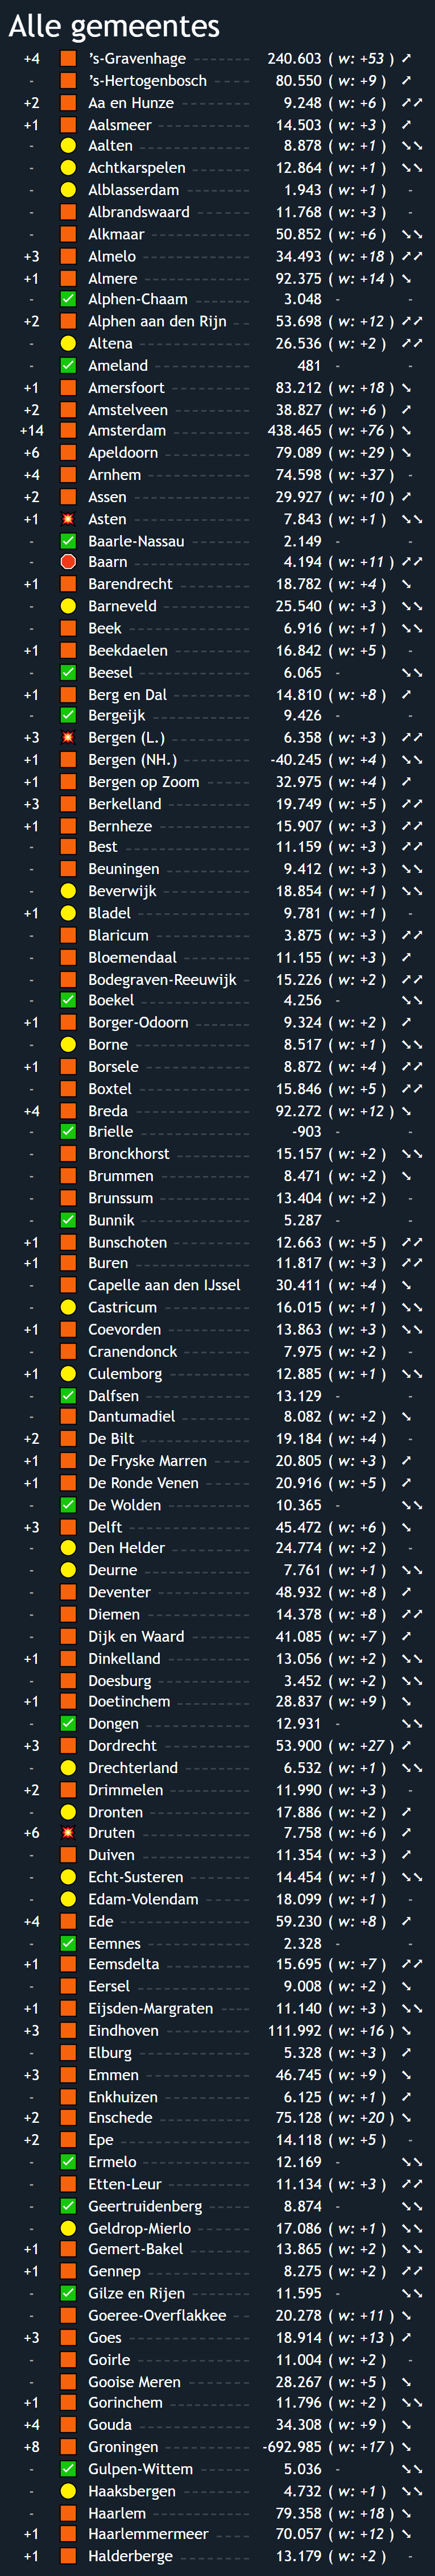 Alle gemeentes
+4 's-Gravenhage 240.603 ( w: +53 ) ➚
- 's-Hertogenbosch 80.550 ( w: +9 ) ➚
+2 Aa en Hunze 9.248 ( w: +6 ) ➚➚
+1 Aalsmeer 14.503 ( w: +3 ) ➚
- Aalten 8.878 ( w: +1 ) ➘➘
- Achtkarspelen 12.864 ( w: +1 ) ➘➘
- Alblasserdam 1.943 ( w: +1 ) -
- Albrandswaard 11.768 ( w: +3 ) -
- Alkmaar 50.852 ( w: +6 ) ➘➘
+3 Almelo 34.493 ( w: +18 ) ➚➚
+1 Almere 92.375 ( w: +14 ) ➘
- Alphen-Chaam 3.048 - -
+2 Alphen aan den Rijn 53.698 ( w: +12 ) ➚➚
- Altena 26.536 ( w: +2 ) ➚➚
- Ameland 481 - -
+1 Amersfoort 83.212 ( w: +18 ) ➘
+2 Amstelveen 38.827 ( w: +6 ) ➚
+14 Amsterdam 438.465 ( w: +76 ) ➘
+6 Apeldoorn 79.089 ( w: +29 ) ➘
+4 Arnhem 74.598 ( w: +37 ) -
+2 Assen 29.927 ( w: +10 ) ➚
+1 Asten 7.843 ( w: +1 ) ➘➘
- Baarle-Nassau 2.149 - -
- Baarn 4.194 ( w: +11 ) ➚➚
+1 Barendrecht 18.782 ( w: +4 ) ➘
- Barneveld 25.540 ( w: +3 ) ➘➘
- Beek 6.916 ( w: +1 ) ➘➘
+1 Beekdaelen 16.842 ( w: +5 ) -
- Beesel 6.065 - ➘➘
+1 Berg en Dal 14.810 ( w: +8 ) ➚
- Bergeijk 9.426 - -
+3 Bergen (L.) 6.358 ( w: +3 ) ➚➚
+1 Bergen (NH.) -40.245 ( w: +4 ) ➘➘
+1 Bergen op Zoom 32.975 ( w: +4 ) ➚
+3 Berkelland 19.749 ( w: +5 ) ➚➚
+1 Bernheze 15.907 ( w: +3 ) ➚➚
- Best 11.159 ( w: +3 ) ➚➚
- Beuningen 9.412 ( w: +3 ) ➘➘
- Beverwijk 18.854 ( w: +1 ) ➘➘
+1 Bladel 9.781 ( w: +1 ) -
- Blaricum 3.875 ( w: +3 ) ➚➚
- Bloemendaal 11.155 ( w: +3 ) ➚
- Bodegraven-Reeuwijk 15.226 ( w: +2 ) ➚➚
- Boekel 4.256 - ➘➘
+1 Borger-Odoorn 9.324 ( w: +2 ) ➚
- Borne 8.517 ( w: +1 ) ➘➘
+1 Borsele 8.872 ( w: +4 ) ➚➚
- Boxtel 15.846 ( w: +5 ) ➚➚
+4 Breda 92.272 ( w: +12 ) ➘
- Brielle -903 - -
- Bronckhorst 15.157 ( w: +2 ) ➘➘
- Brummen 8.471 ( w: +2 ) ➘
- Brunssum 13.404 ( w: +2 ) -
- Bunnik 5.287 - -
+1 Bunschoten 12.663 ( w: +5 ) ➚➚
+1 Buren 11.817 ( w: +3 ) ➚➚
- Capelle aan den IJssel 30.411 ( w: +4 ) ➘
- Castricum 16.015 ( w: +1 ) ➘➘
+1 Coevorden 13.863 ( w: +3 ) ➘➘
- Cranendonck 7.975 ( w: +2 ) -
+1 Culemborg 12.885 ( w: +1 ) ➘➘
- Dalfsen 13.129 - -
- Dantumadiel 8.082 ( w: +2 ) ➘
+2 De Bilt 19.184 ( w: +4 ) -
+1 De Fryske Marren 20.805 ( w: +3 ) ➚
+1 De Ronde Venen 20.916 ( w: +5 ) ➚
- De Wolden 10.365 - ➘➘
+3 Delft 45.472 ( w: +6 ) ➘
- Den Helder 24.774 ( w: +2 ) -
- Deurne 7.761 ( w: +1 ) ➘➘
- Deventer 48.932 ( w: +8 ) ➚
- Diemen 14.378 ( w: +8 ) ➚➚
- Dijk en Waard 41.085 ( w: +7 ) ➚
+1 Dinkelland 13.056 ( w: +2 ) ➘➘
- Doesburg 3.452 ( w: +2 ) ➘➘
+1 Doetinchem 28.837 ( w: +9 ) ➘
- Dongen 12.931 - ➘➘
+3 Dordrecht 53.900 ( w: +27 ) ➚
- Drechterland 6.532 ( w: +1 ) ➘➘
+2 Drimmelen 11.990 ( w: +3 ) -
- Dronten 17.886 ( w: +2 ) ➚
+6 Druten 7.758 ( w: +6 ) ➚
- Duiven 11.354 ( w: +3 ) ➚
- Echt-Susteren 14.454 ( w: +1 ) ➘➘
- Edam-Volendam 18.099 ( w: +1 ) -
+4 Ede 59.230 ( w: +8 ) ➚
- Eemnes 2.328 - -
+1 Eemsdelta 15.695 ( w: +7 ) ➚➚
- Eersel 9.008 ( w: +2 ) ➘
+1 Eijsden-Margraten 11.140 ( w: +3 ) ➘➘
+3 Eindhoven 111.992 ( w: +16 ) ➘
- Elburg 5.328 ( w: +3 ) ➚
+3 Emmen 46.745 ( w: +9 ) ➘
- Enkhuizen 6.125 ( w: +1 ) ➚
+2 Enschede 75.128 ( w: +20 ) ➘
+2 Epe 14.118 ( w: +5 ) -
- Ermelo 12.169 - ➘➘
- Etten-Leur 11.134 ( w: +3 ) ➚➚
- Geertruidenberg 8.874 - ➘➘
- Geldrop-Mierlo 17.086 ( w: +1 ) ➘➘
+1 Gemert-Bakel 13.865 ( w: +2 ) ➘➘
+1 Gennep 8.275 ( w: +2 ) ➚➚
- Gilze en Rijen 11.595 - ➘➘
- Goeree-Overflakkee 20.278 ( w: +11 ) ➘
+3 Goes 18.914 ( w: +13 ) ➚
- Goirle 11.004 ( w: +2 ) -
- Gooise Meren 28.267 ( w: +5 ) ➘
+1 Gorinchem 11.796 ( w: +2 ) ➘➘
+4 Gouda 34.308 ( w: +9 ) ➘
+8 Groningen -692.985 ( w: +17 ) ➘
- Gulpen-Wittem 5.036 - ➘➘
- Haaksbergen 4.732 ( w: +1 ) ➘➘
- Haarlem 79.358 ( w: +18 ) ➘
+1 Haarlemmermeer 70.057 ( w: +12 ) ➘
+1 Halderberge 13.179 ( w: +2 ) -